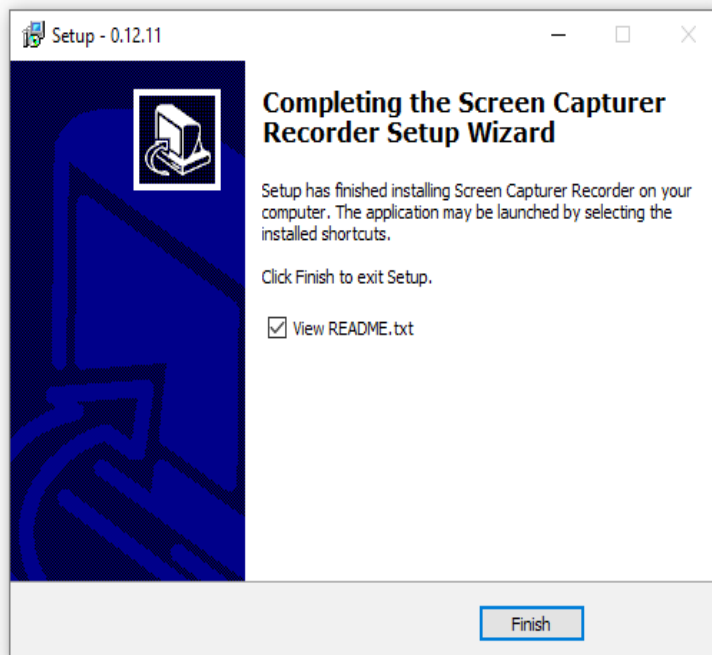 Setup - 0.12.11
Completing the Screen Capturer
Recorder Setup Wizard
Setup has finished installing Screen Capturer Recorder on your
computer. The application may be launched by selecting the
installed shortcuts.
Click Finish to exit Setup.
View README.txt
Finish